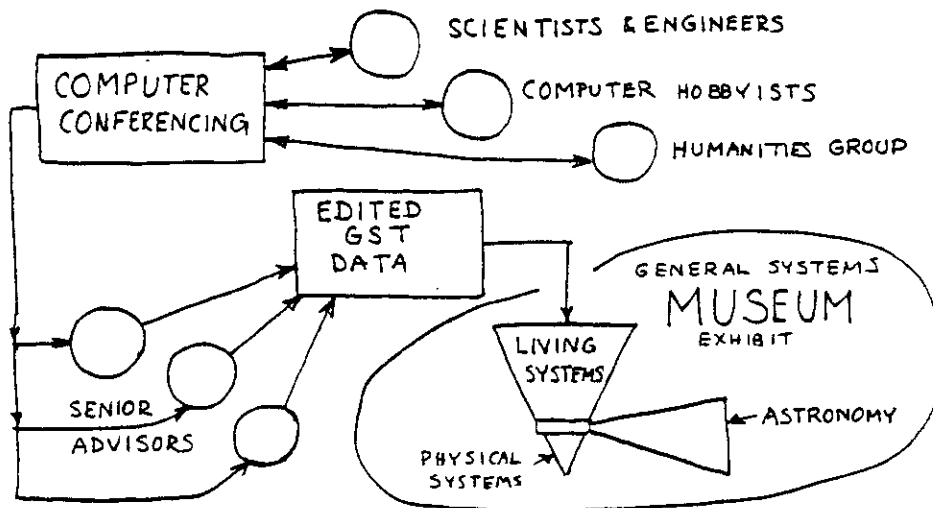 SCIENTISTS & ENGINEERS
COMPUTER
CONFERENCING
COMPUTER HOBBYISTS
HUMANITIES GROUP
EDITED
GST
DATA
GENERAL SYSTEMS
MUSEUM
EXHIBIT
LIVING
SYSTEMS
SENIOR
ADVISORS
ASTRONOMY
PHYSICAL
SYSTEMS